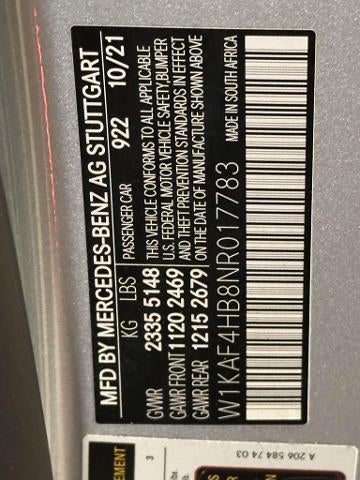 MFD BY MERCEDES-BENZ AG STUTTGART
KG LBS PASSENGER CAR 922 10/21
GVWR 2335 5148 THIS VEHICLE CONFORMS TO ALL APPLICABLE
GAWR FRONT 1120 2469 U.S. FEDERAL MOTOR VEHICLE SAFETY, BUMPER
GAWR REAR 1215 2679 AND THEFT PREVENTION STANDARDS IN EFFECT
ON THE DATE OF MANUFACTURE SHOWN ABOVE
W1KAF4HB8NR017783 MADE IN SOUTH AFRICA
A 206 584 74 03
3
lbs.